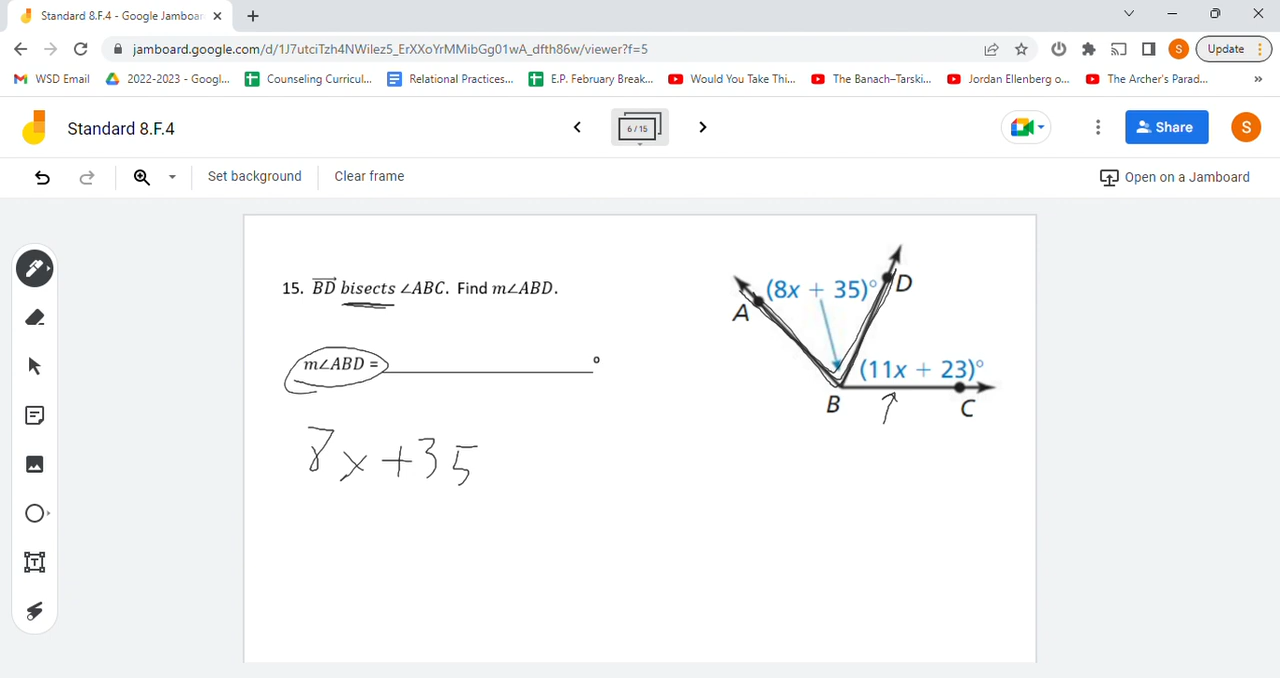 Standard 8.F.4 - Google Jamboar
jamboard.google.com/d/1J7utciTzh4NWilez5_ErXXoYrMMibGg01wA_dfth86w/viewer?f=5
S
Update
WSD Email
2022-2023 - Googl...
Counseling Curricul...
Relational Practices...
E.P. February Break...
Would You Take Thi...
The Banach–Tarski...
Jordan Ellenberg o...
The Archer's Parad...
»
Standard 8.F.4
6 / 15
Share
S
Set background
Clear frame
Open on a Jamboard
15. BD bisects ∠ABC. Find m∠ABD.
m∠ABD = ____________________°
8x+35
(8x + 35)°
D
A
(11x + 23)°
B
C